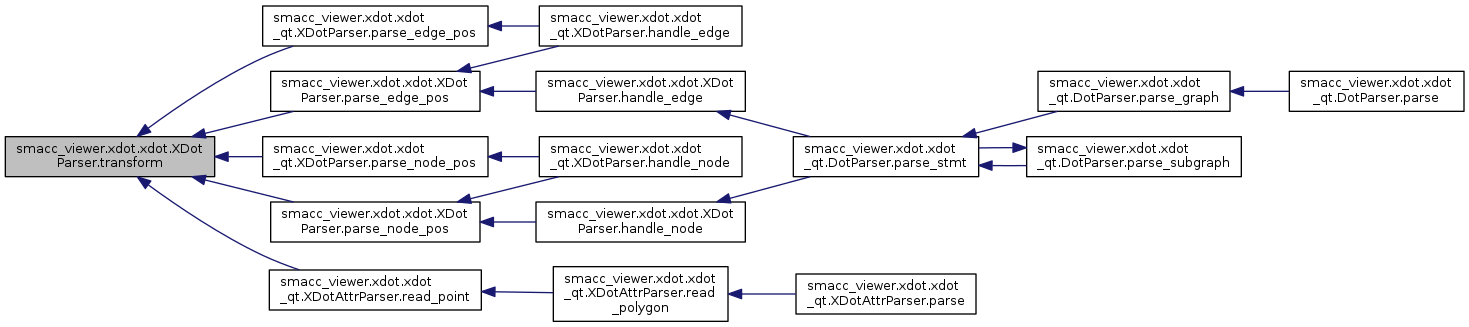 smacc_viewer.xdot.xdot
_qt.XDotParser.parse_edge_pos
smacc_viewer.xdot.xdot
_qt.XDotParser.handle_edge
smacc_viewer.xdot.xdot.XDot
Parser.parse_edge_pos
smacc_viewer.xdot.xdot.XDot
Parser.handle_edge
smacc_viewer.xdot.xdot
_qt.DotParser.parse_graph
smacc_viewer.xdot.xdot
_qt.DotParser.parse
smacc_viewer.xdot.xdot.XDot
Parser.transform
smacc_viewer.xdot.xdot
_qt.XDotParser.parse_node_pos
smacc_viewer.xdot.xdot
_qt.XDotParser.handle_node
smacc_viewer.xdot.xdot
_qt.DotParser.parse_stmt
smacc_viewer.xdot.xdot
_qt.DotParser.parse_subgraph
smacc_viewer.xdot.xdot.XDot
Parser.parse_node_pos
smacc_viewer.xdot.xdot.XDot
Parser.handle_node
smacc_viewer.xdot.xdot
_qt.XDotAttrParser.read_point
smacc_viewer.xdot.xdot
_qt.XDotAttrParser.read
_polygon
smacc_viewer.xdot.xdot
_qt.XDotAttrParser.parse